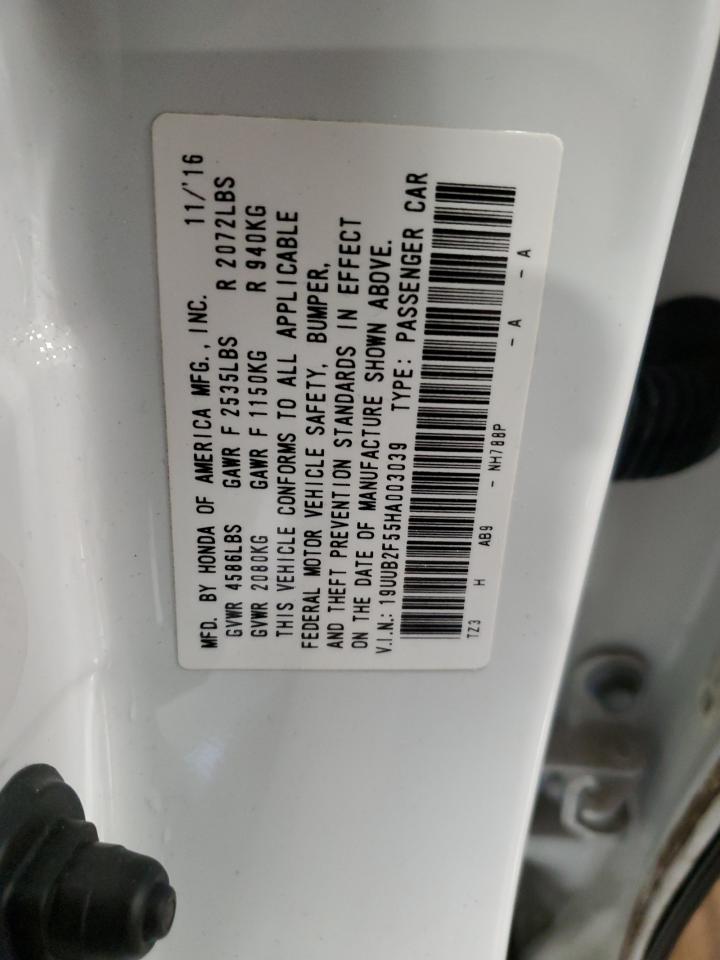 MFD. BY HONDA OF AMERICA MFG., INC. 11/'16
GVWR 4586LBS GAWR F 2535LBS R 2072LBS
GVWR 2080KG GAWR F 1150KG R 940KG
THIS VEHICLE CONFORMS TO ALL APPLICABLE
FEDERAL MOTOR VEHICLE SAFETY, BUMPER,
AND THEFT PREVENTION STANDARDS IN EFFECT
ON THE DATE OF MANUFACTURE SHOWN ABOVE.
V.I.N.: 19UUB2F55HA003039 TYPE: PASSENGER CAR
TZ3 H AB9 - NH788P - A - A